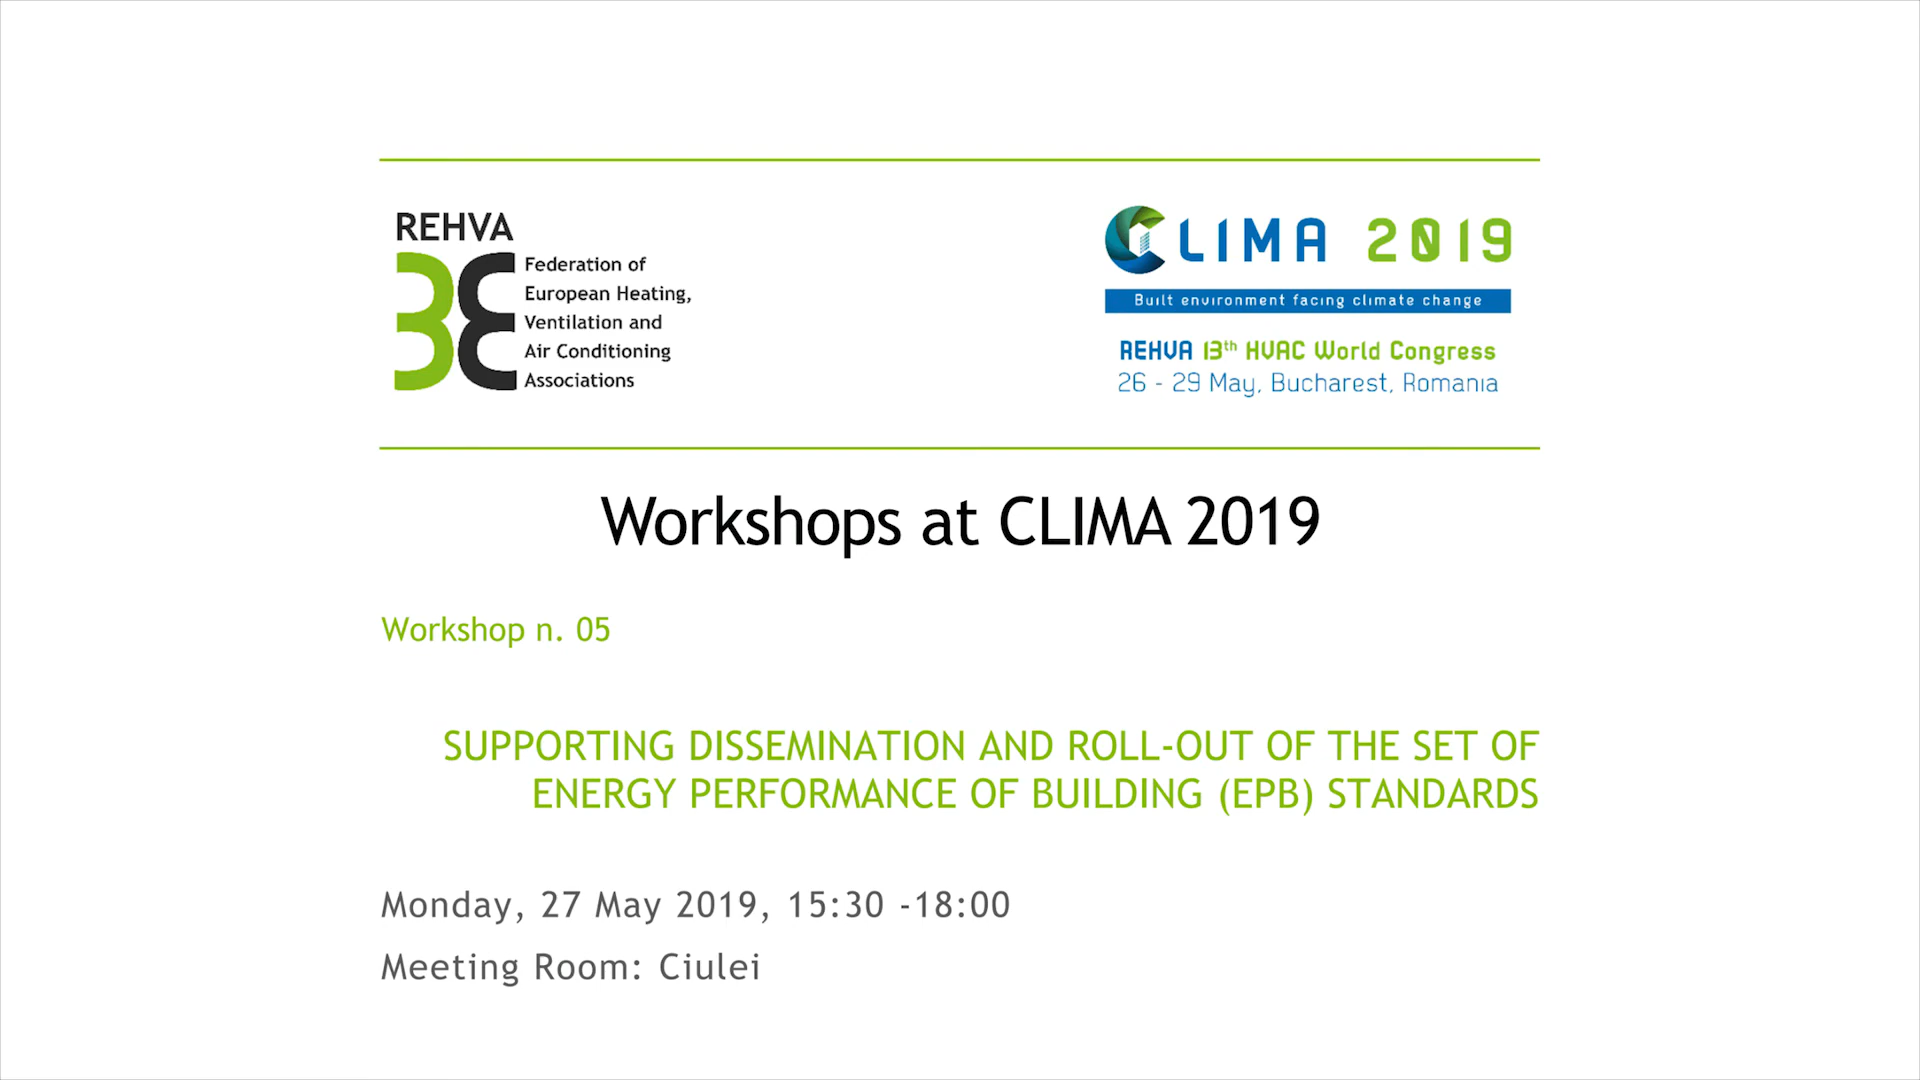 REHVA
Federation of
European Heating,
Ventilation and
Air Conditioning
Associations
CLIMA 2019
Built environment facing climate change
REHVA 13th HVAC World Congress
26 - 29 May, Bucharest, Romania
Workshops at CLIMA 2019
Workshop n. 05
SUPPORTING DISSEMINATION AND ROLL-OUT OF THE SET OF
ENERGY PERFORMANCE OF BUILDING (EPB) STANDARDS
Monday, 27 May 2019, 15:30 -18:00
Meeting Room: Ciulei